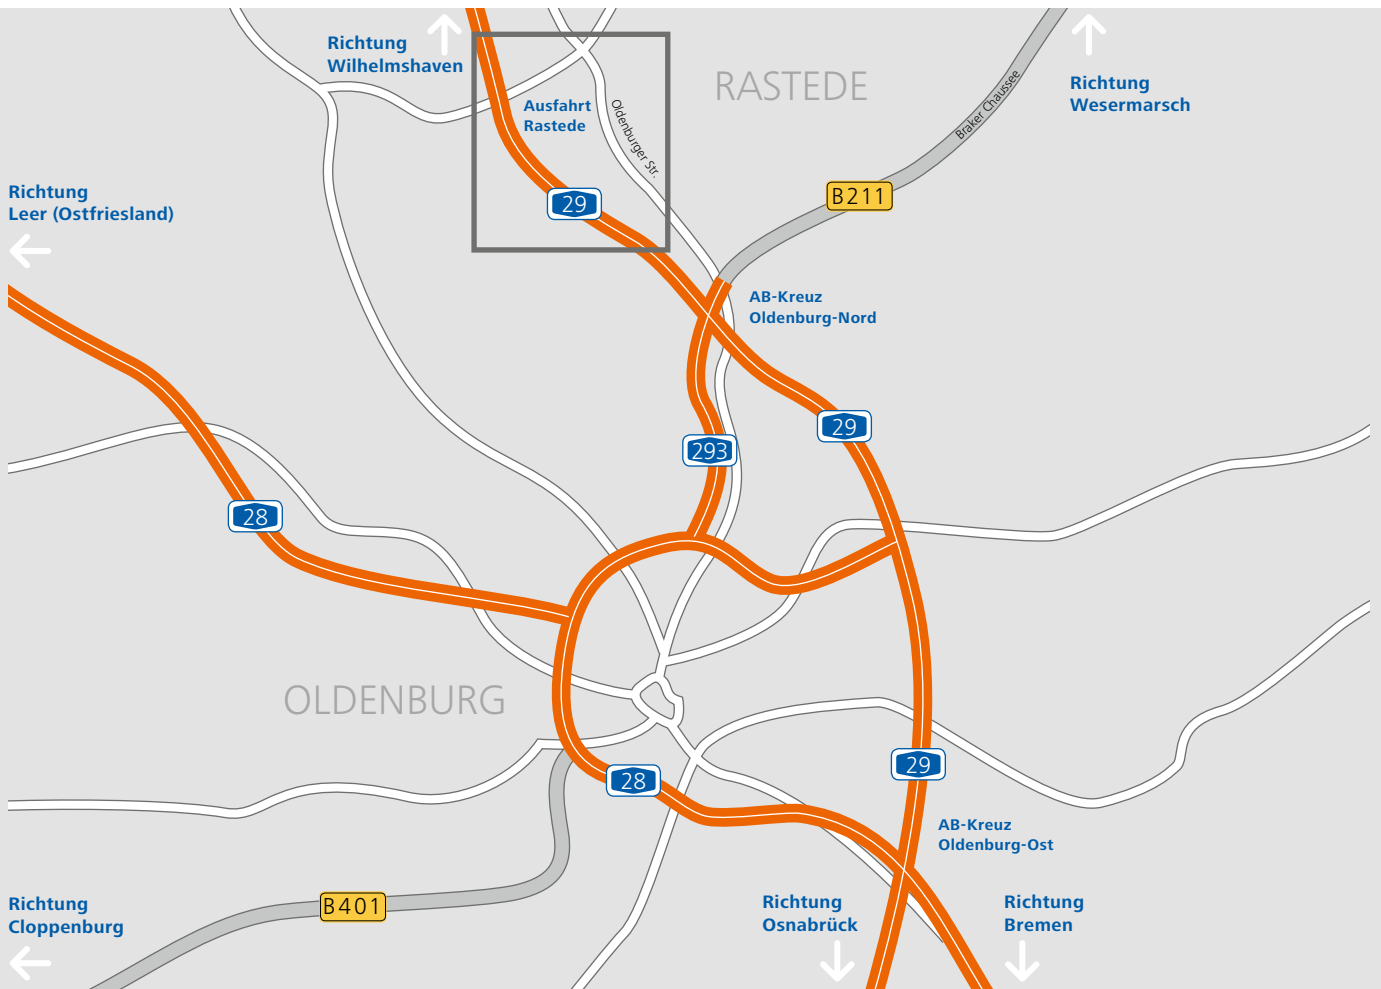 Richtung
Wilhelmshaven
RASTEDE
Richtung
Wesermarsch
Ausfahrt
Rastede
Oldenburger Str.
Braker Chaussee
Richtung
Leer (Ostfriesland)
29
B211
AB-Kreuz
Oldenburg-Nord
29
293
28
OLDENBURG
29
28
AB-Kreuz
Oldenburg-Ost
Richtung
Cloppenburg
B401
Richtung
Osnabrück
Richtung
Bremen